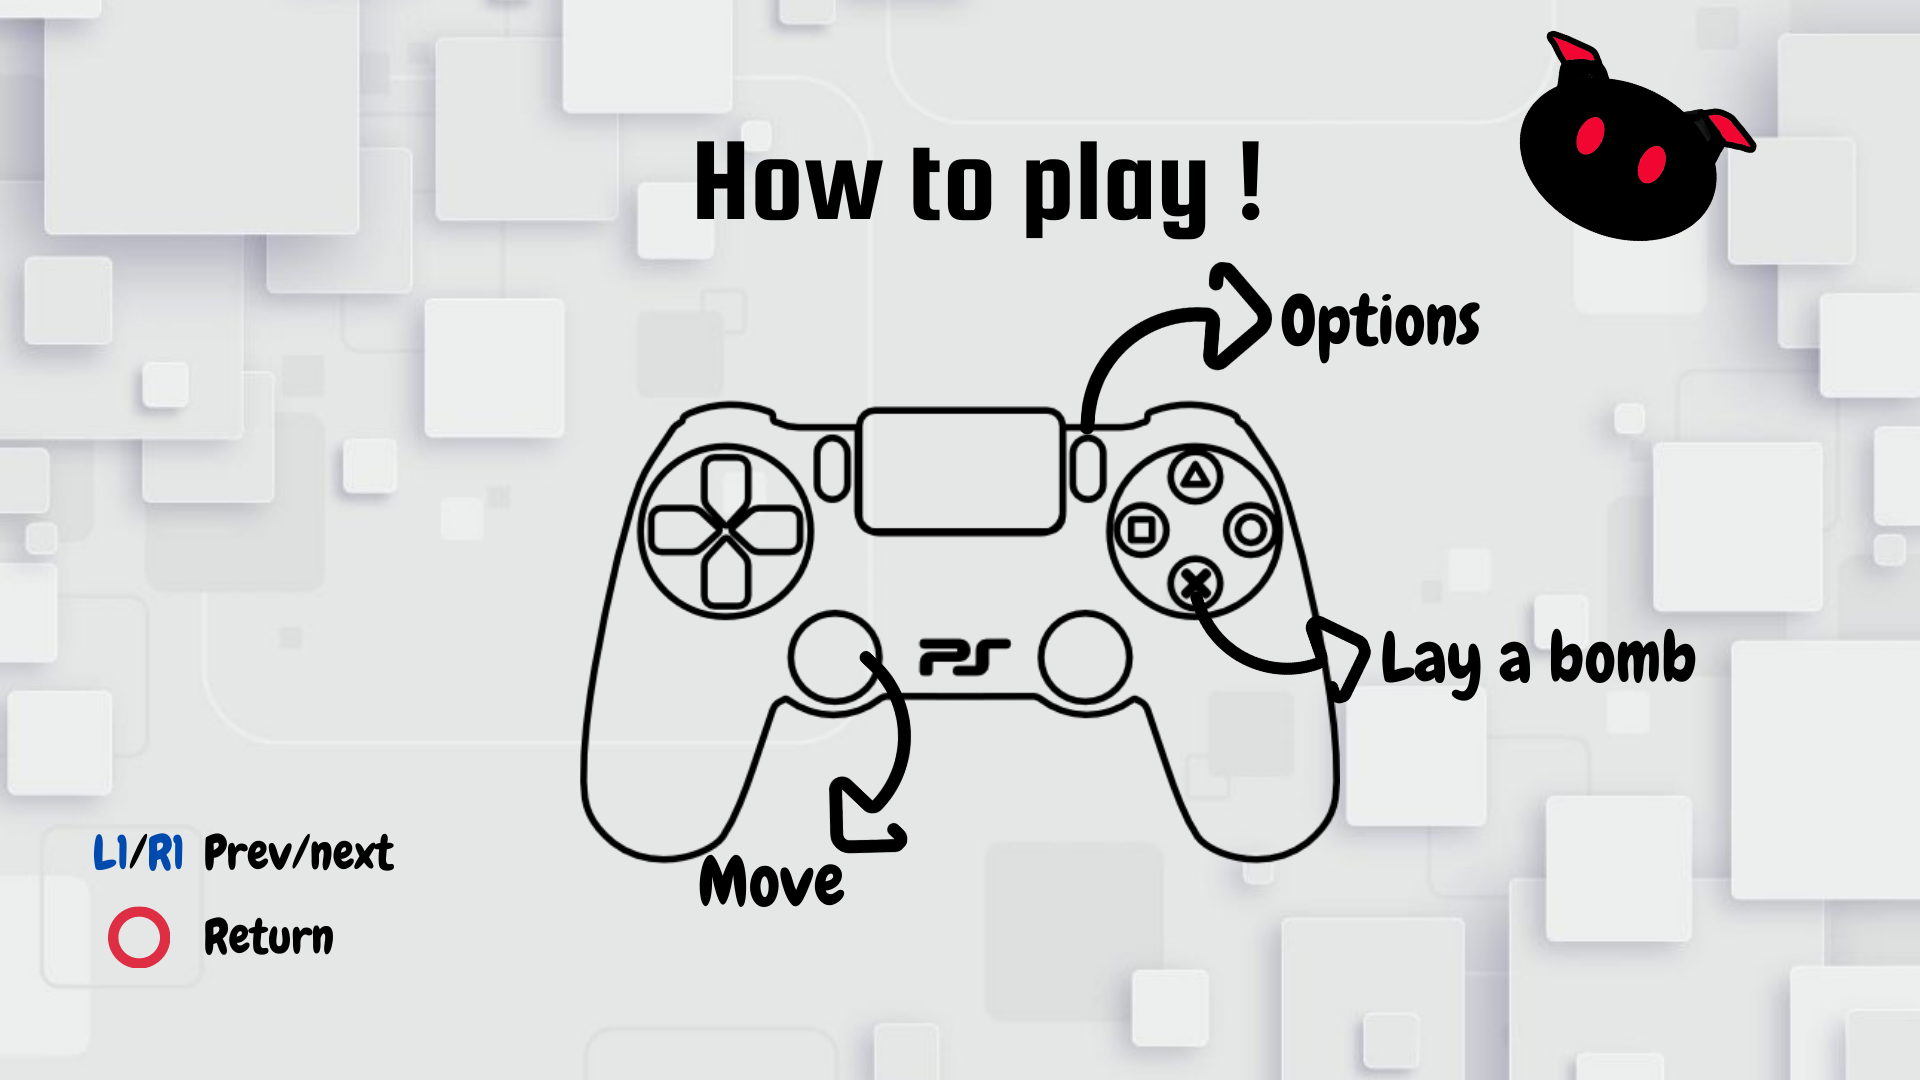 How to play !
Options
PS
Lay a bomb
L1/R1 Prev/next
Move
Return